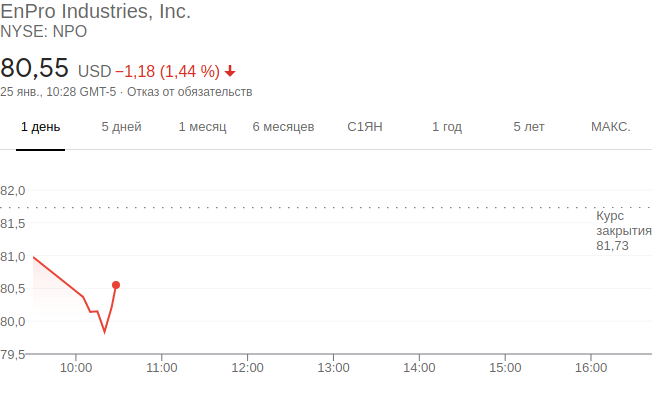 EnPro Industries, Inc.
NYSE: NPO
80,55 USD −1,18 (1,44 %)
25 янв., 10:28 GMT-5 · Отказ от обязательств
1 день 5 дней 1 месяц 6 месяцев С1ЯН 1 год 5 лет МАКС.
82,0
81,5
81,0
80,5
80,0
79,5
Курс
закрытия
81,73
10:00 11:00 12:00 13:00 14:00 15:00 16:00